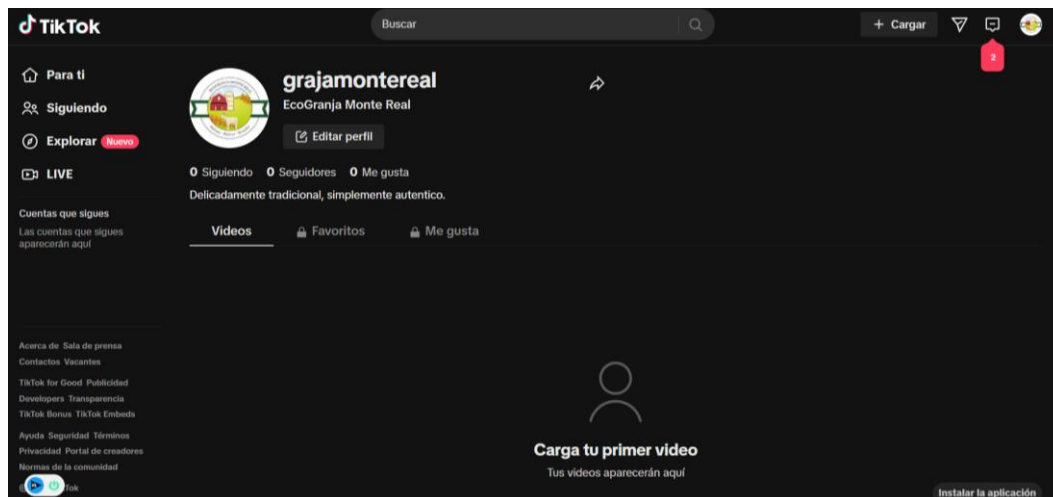 TikTok
Buscar
+ Cargar
2
Para ti
Siguiendo
Explorar Nuevo
LIVE
Cuentas que sigues
Las cuentas que sigues
aparecerán aquí
Acerca de Sala de prensa
Contactos Vacantes
TikTok for Good Publicidad
Developers Transparencia
TikTok Bonus TikTok Embeds
Ayuda Seguridad Términos
Privacidad Portal de creadores
Normas de la comunidad
grajamontereal
EcoGranja Monte Real
Editar perfil
0 Siguiendo 0 Seguidores 0 Me gusta
Delicadamente tradicional, simplemente autentico.
Videos Favoritos Me gusta
Carga tu primer video
Tus videos aparecerán aquí
Instalar la aplicación